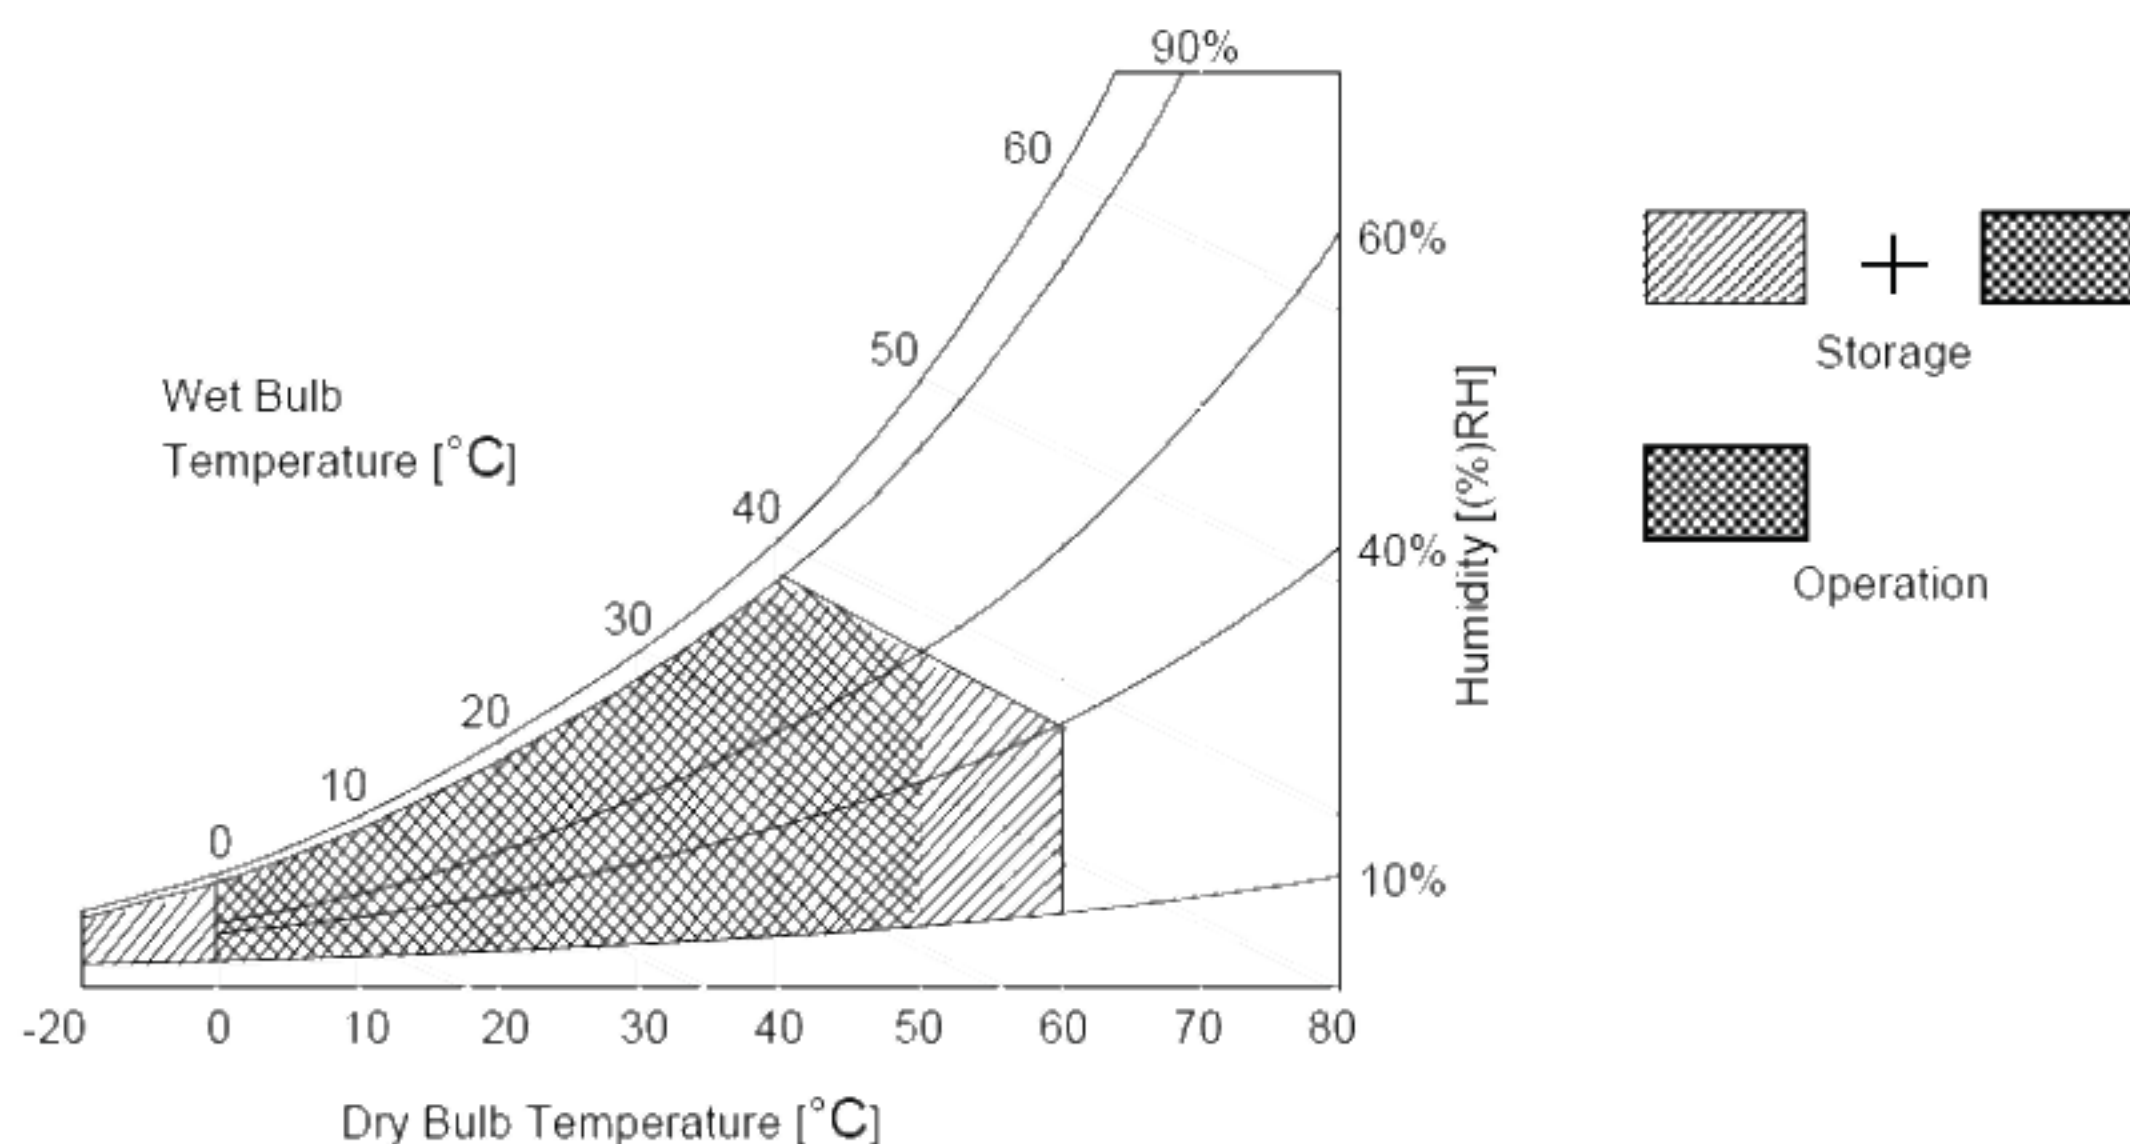 90%
60
60%
50
Storage
Wet Bulb
Temperature [°C]
Humidity [(%)RH]
40
40%
Operation
30
20
10
0
10%
-20 0 10 20 30 40 50 60 70 80
Dry Bulb Temperature [°C]